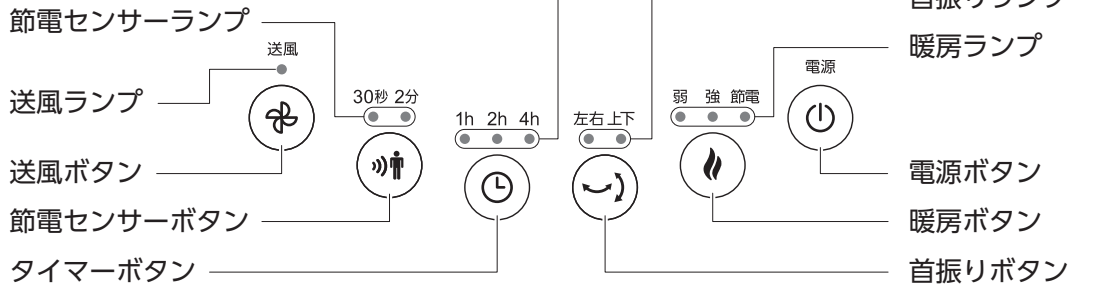 首振りランプ
節電センサーランプ
暖房ランプ
送風
電源
送風ランプ
30秒 2分
弱 強 節電
1h 2h 4h
左右 上下
送風ボタン
電源ボタン
節電センサーボタン
暖房ボタン
タイマーボタン
首振りボタン